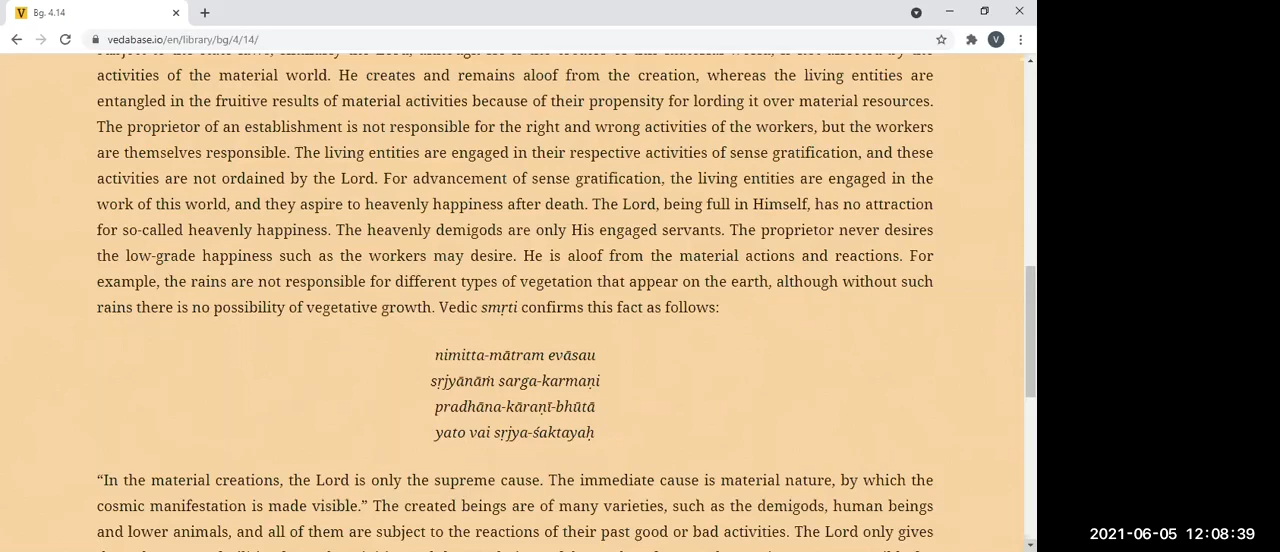 Bg. 4.14
vedabase.io/en/library/bg/4/14/
V
activities of the material world. He creates and remains aloof from the creation, whereas the living entities are
entangled in the fruitive results of material activities because of their propensity for lording it over material resources.
The proprietor of an establishment is not responsible for the right and wrong activities of the workers, but the workers
are themselves responsible. The living entities are engaged in their respective activities of sense gratification, and these
activities are not ordained by the Lord. For advancement of sense gratification, the living entities are engaged in the
work of this world, and they aspire to heavenly happiness after death. The Lord, being full in Himself, has no attraction
for so-called heavenly happiness. The heavenly demigods are only His engaged servants. The proprietor never desires
the low-grade happiness such as the workers may desire. He is aloof from the material actions and reactions. For
example, the rains are not responsible for different types of vegetation that appear on the earth, although without such
rains there is no possibility of vegetative growth. Vedic smṛti confirms this fact as follows:
nimitta-mātram evāsau
sṛjyānāṁ sarga-karmaṇi
pradhāna-kāraṇī-bhūtā
yato vai sṛjya-śaktayaḥ
“In the material creations, the Lord is only the supreme cause. The immediate cause is material nature, by which the
cosmic manifestation is made visible.” The created beings are of many varieties, such as the demigods, human beings
and lower animals, and all of them are subject to the reactions of their past good or bad activities. The Lord only gives
2021-06-05 12:08:39